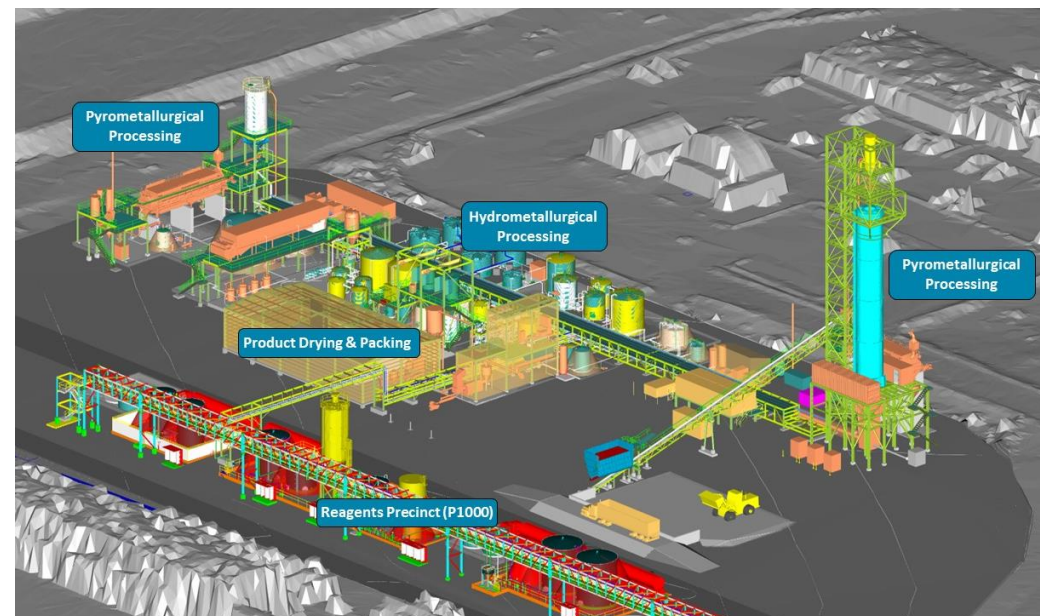 Pyrometallurgical
Processing
Hydrometallurgical
Processing
Pyrometallurgical
Processing
Product Drying & Packing
Reagents Precinct (P1000)